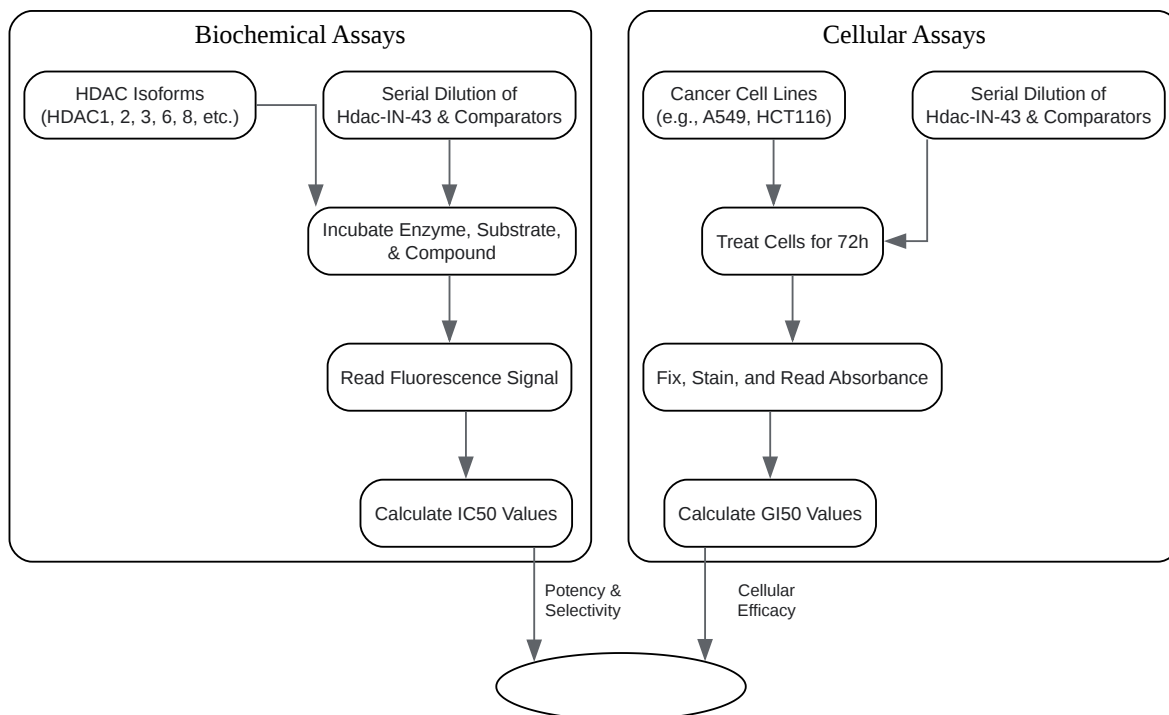 Biochemical Assays
HDAC Isoforms
(HDAC1, 2, 3, 6, 8, etc.)
Serial Dilution of
Hdac-IN-43 & Comparators
Incubate Enzyme, Substrate,
& Compound
Read Fluorescence Signal
Calculate IC50 Values
Potency &
Selectivity
Cellular Assays
Cancer Cell Lines
(e.g., A549, HCT116)
Serial Dilution of
Hdac-IN-43 & Comparators
Treat Cells for 72h
Fix, Stain, and Read Absorbance
Calculate GI50 Values
Cellular
Efficacy